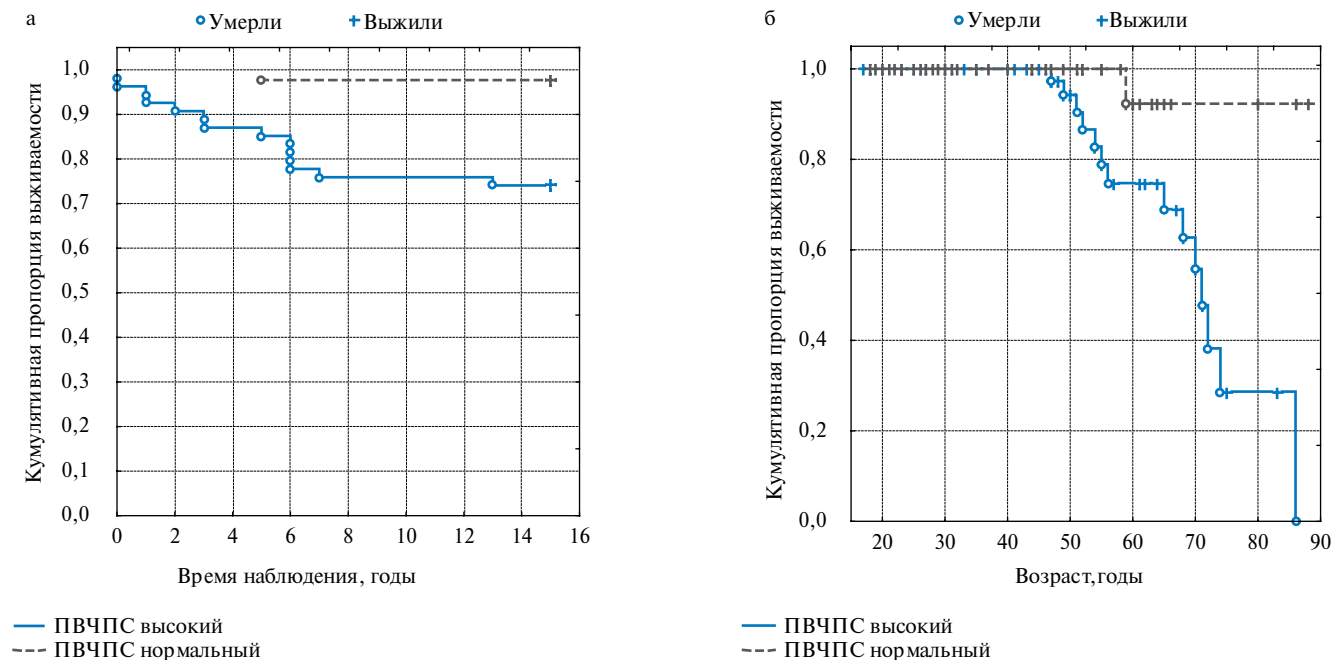 а
Умерли Выжили
Кумулятивная пропорция выживаемости
1,0
0,9
0,8
0,7
0,6
0,5
0,4
0,3
0,2
0,1
0,0
0 2 4 6 8 10 12 14 16
Время наблюдения, годы
ПВЧПС высокий
ПВЧПС нормальный
б
Умерли Выжили
Кумулятивная пропорция выживаемости
1,0
0,8
0,6
0,4
0,2
0,0
20 30 40 50 60 70 80 90
Возраст,годы
ПВЧПС высокий
ПВЧПС нормальный